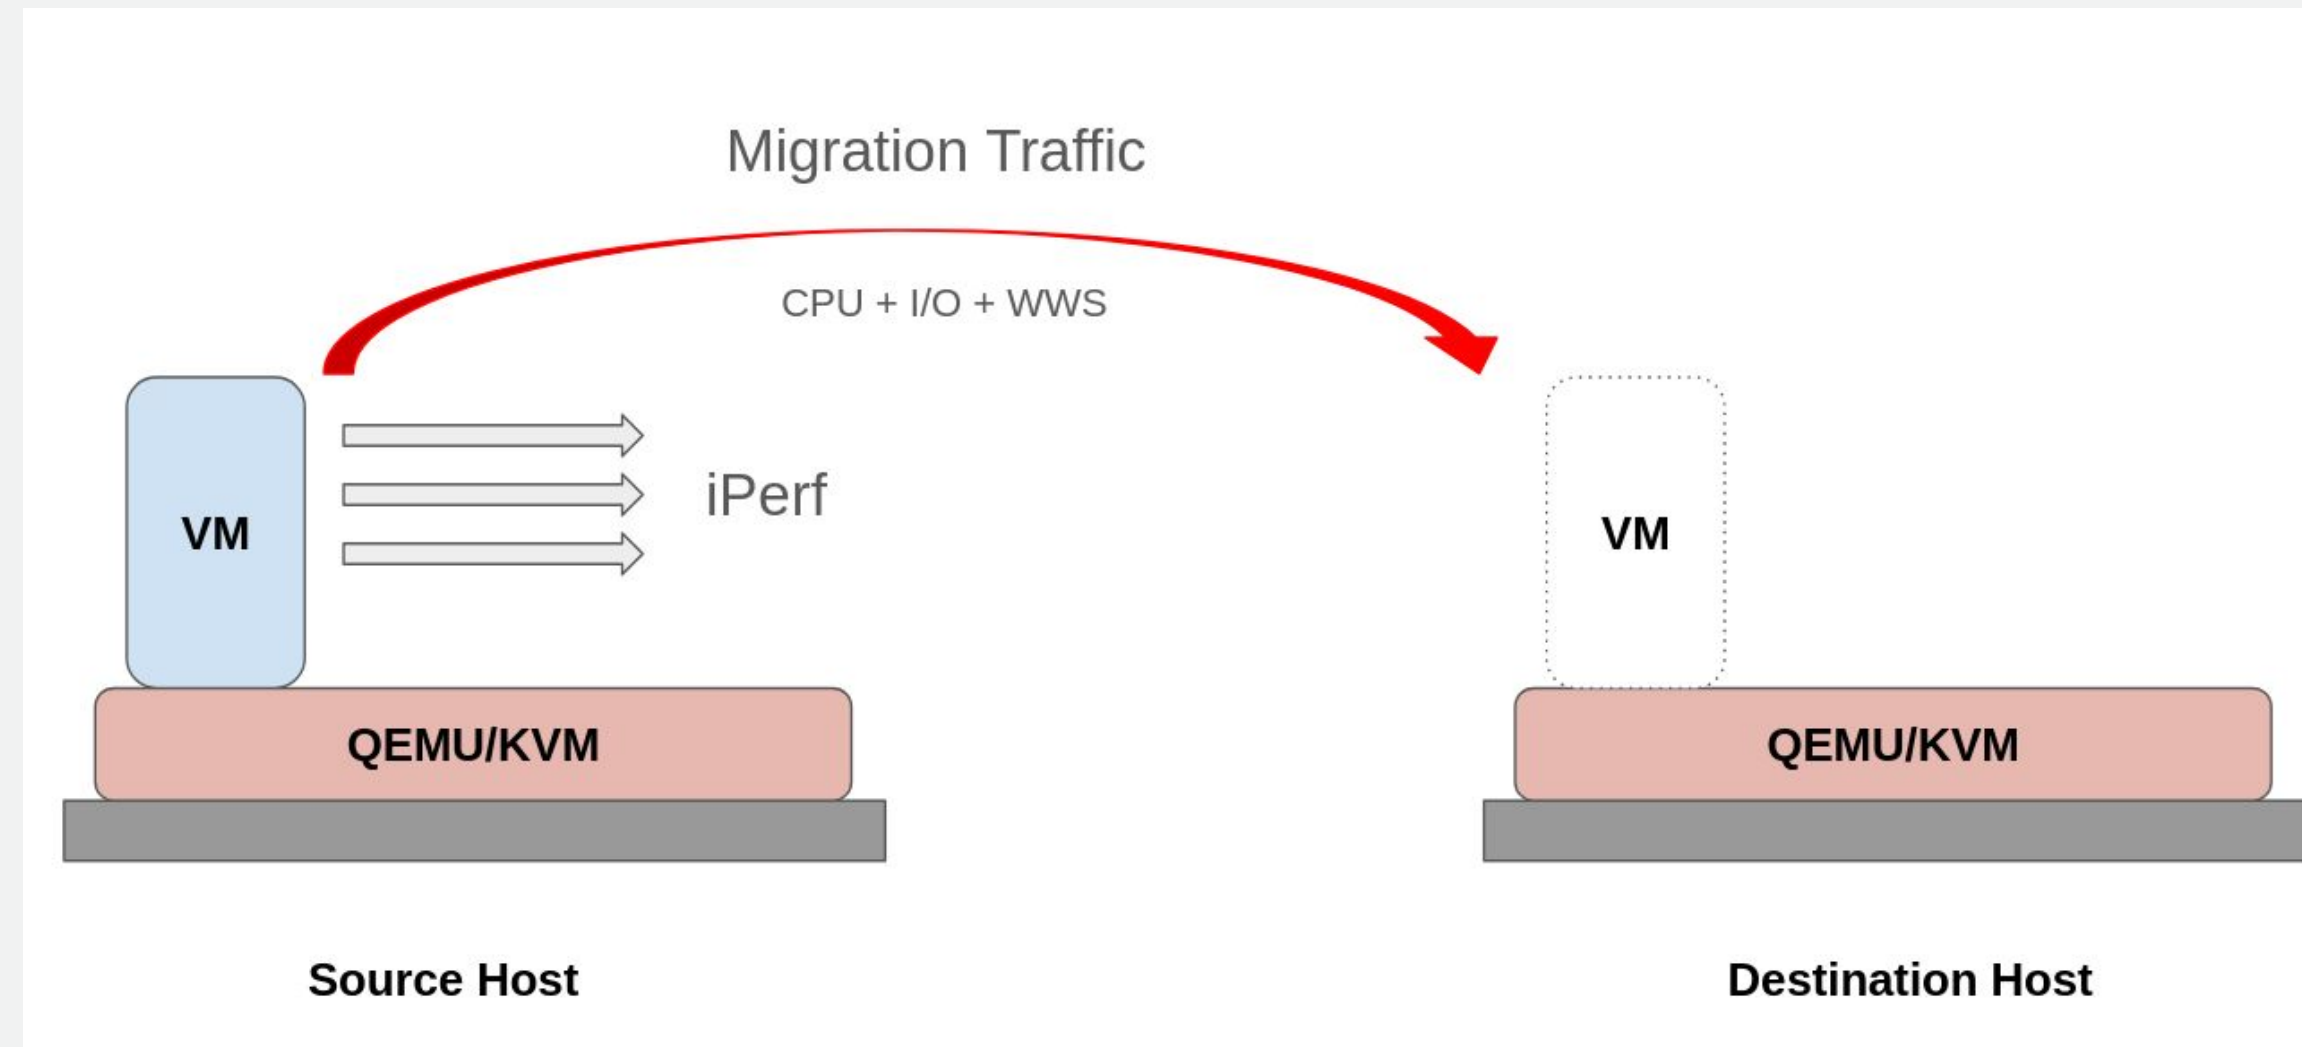 Migration Traffic
CPU + I/O + WWS
VM
iPerf
VM
QEMU/KVM
QEMU/KVM
Source Host
Destination Host